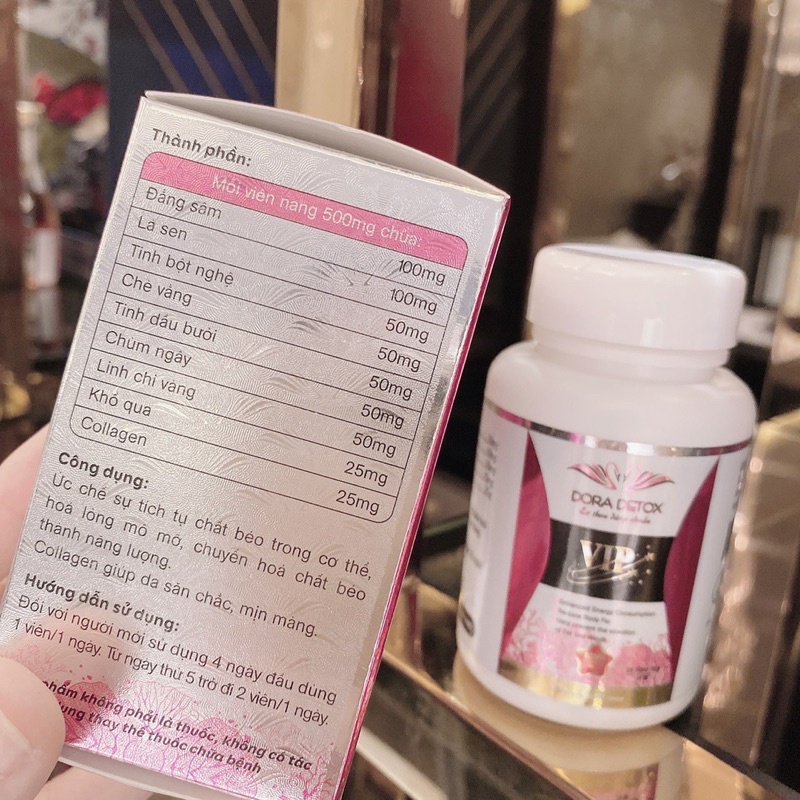 Thành phần:
Mỗi viên nang 500mg chứa:
Đảng sâm 100mg
Lá sen 100mg
Tinh bột nghệ 50mg
Chè vằng 50mg
Tinh dầu bưởi 50mg
Chùm ngây 50mg
Linh chi vàng 50mg
Khổ qua 25mg
Collagen 25mg
Công dụng:
Ức chế sự tích tụ chất béo trong cơ thể,
hoá lỏng mô mỡ, chuyển hoá chất béo
thành năng lượng.
Collagen giúp da săn chắc, mịn màng.
Hướng dẫn sử dụng:
Đối với người mới sử dụng 4 ngày đầu dùng
1 viên/1 ngày. Từ ngày thứ 5 trở đi 2 viên/1 ngày.
phẩm không phải là thuốc, không có tác
dụng thay thế thuốc chữa bệnh
DORA DETOX
VIP
Enhanced Energy Consumption